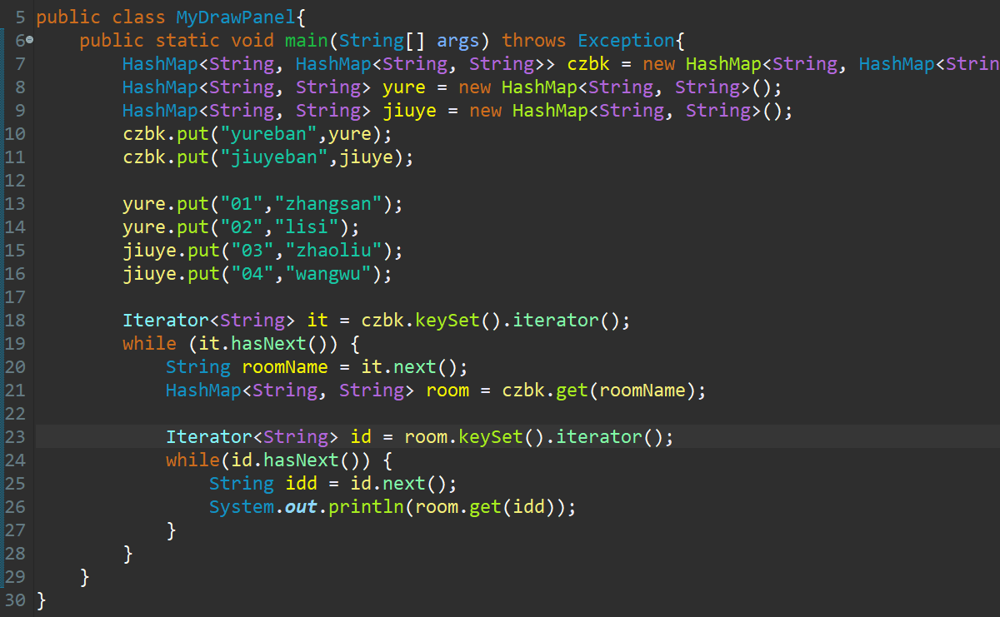 5 public class MyDrawPanel{
6 public static void main(String[] args) throws Exception{
7 HashMap<String, HashMap<String, String>> czbk = new HashMap<String, HashMap<Strin
8 HashMap<String, String> yure = new HashMap<String, String>();
9 HashMap<String, String> jiuye = new HashMap<String, String>();
10 czbk.put("yureban",yure);
11 czbk.put("jiuyeban",jiuye);
12
13 yure.put("01","zhangsan");
14 yure.put("02","lisi");
15 jiuye.put("03","zhaoliu");
16 jiuye.put("04","wangwu");
17
18 Iterator<String> it = czbk.keySet().iterator();
19 while (it.hasNext()) {
20 String roomName = it.next();
21 HashMap<String, String> room = czbk.get(roomName);
22
23 Iterator<String> id = room.keySet().iterator();
24 while(id.hasNext()) {
25 String idd = id.next();
26 System.out.println(room.get(idd));
27 }
28 }
29 }
30 }